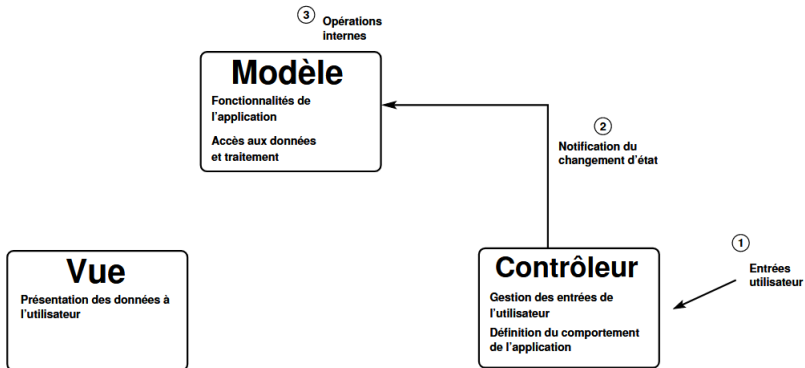 ③ Opérations
internes
Modèle
Fonctionnalités de
l'application
Accès aux données
et traitement
②
Notification du
changement d'état
①
Entrées
utilisateur
Vue
Présentation des données à
l'utilisateur
Contrôleur
Gestion des entrées de
l'utilisateur
Définition du comportement
de l'application